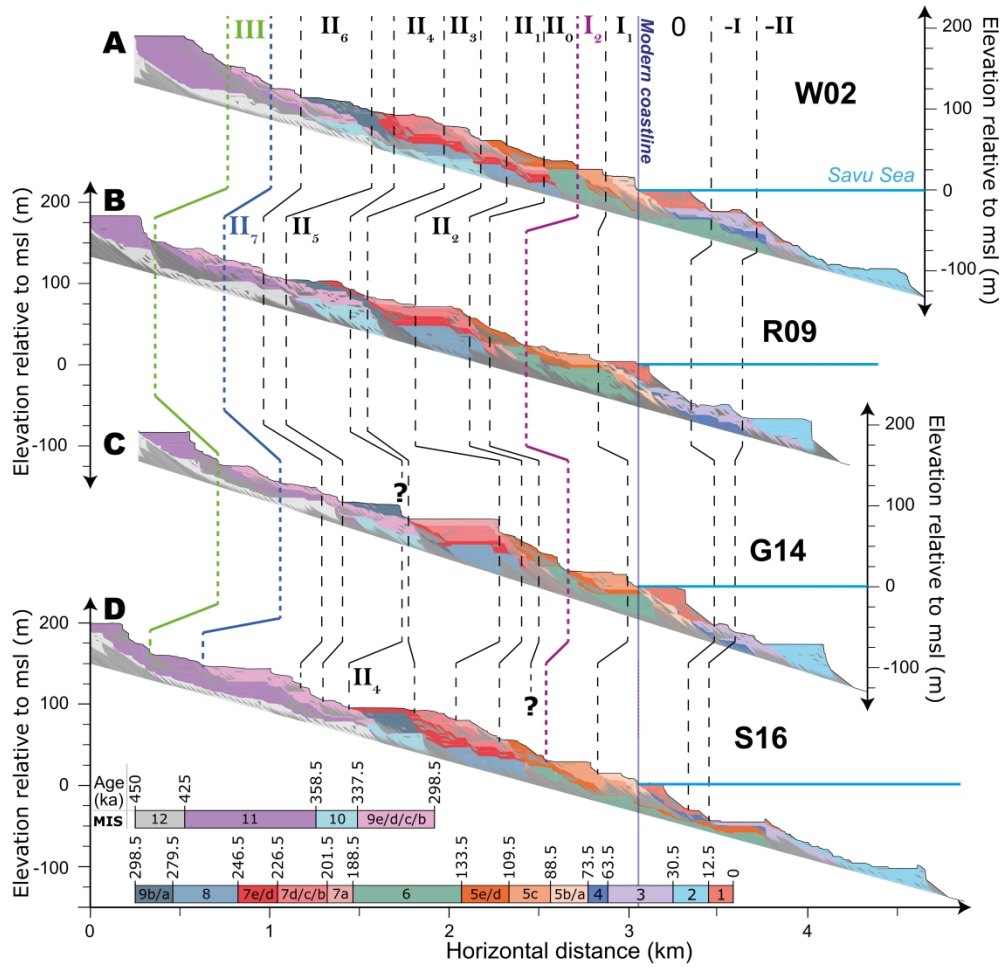 III II₆ II₄ II₃ II₁ II₀ I₂ I₁ 0 -I -II
A
Modern coastline
W02
Savu Sea
200
100
0
-100
Elevation relative to msl (m)
B
200
100
0
-100
Elevation relative to msl (m)
II₇ II₅ II₂
R09
C
?
G14
200
100
0
-100
Elevation relative to msl (m)
D
200
100
0
-100
Elevation relative to msl (m)
II₄
?
S16
Age (ka)
450 425 358.5 337.5 298.5
MIS
12 11 10 9e/d/c/b
298.5 279.5 246.5 226.5 201.5 188.5 133.5 109.5 88.5 73.5 63.5 30.5 12.5 0
9b/a 8 7e/d 7d/c/b 7a 6 5e/d 5c 5b/a 4 3 2 1
0 1 2 3 4
Horizontal distance (km)